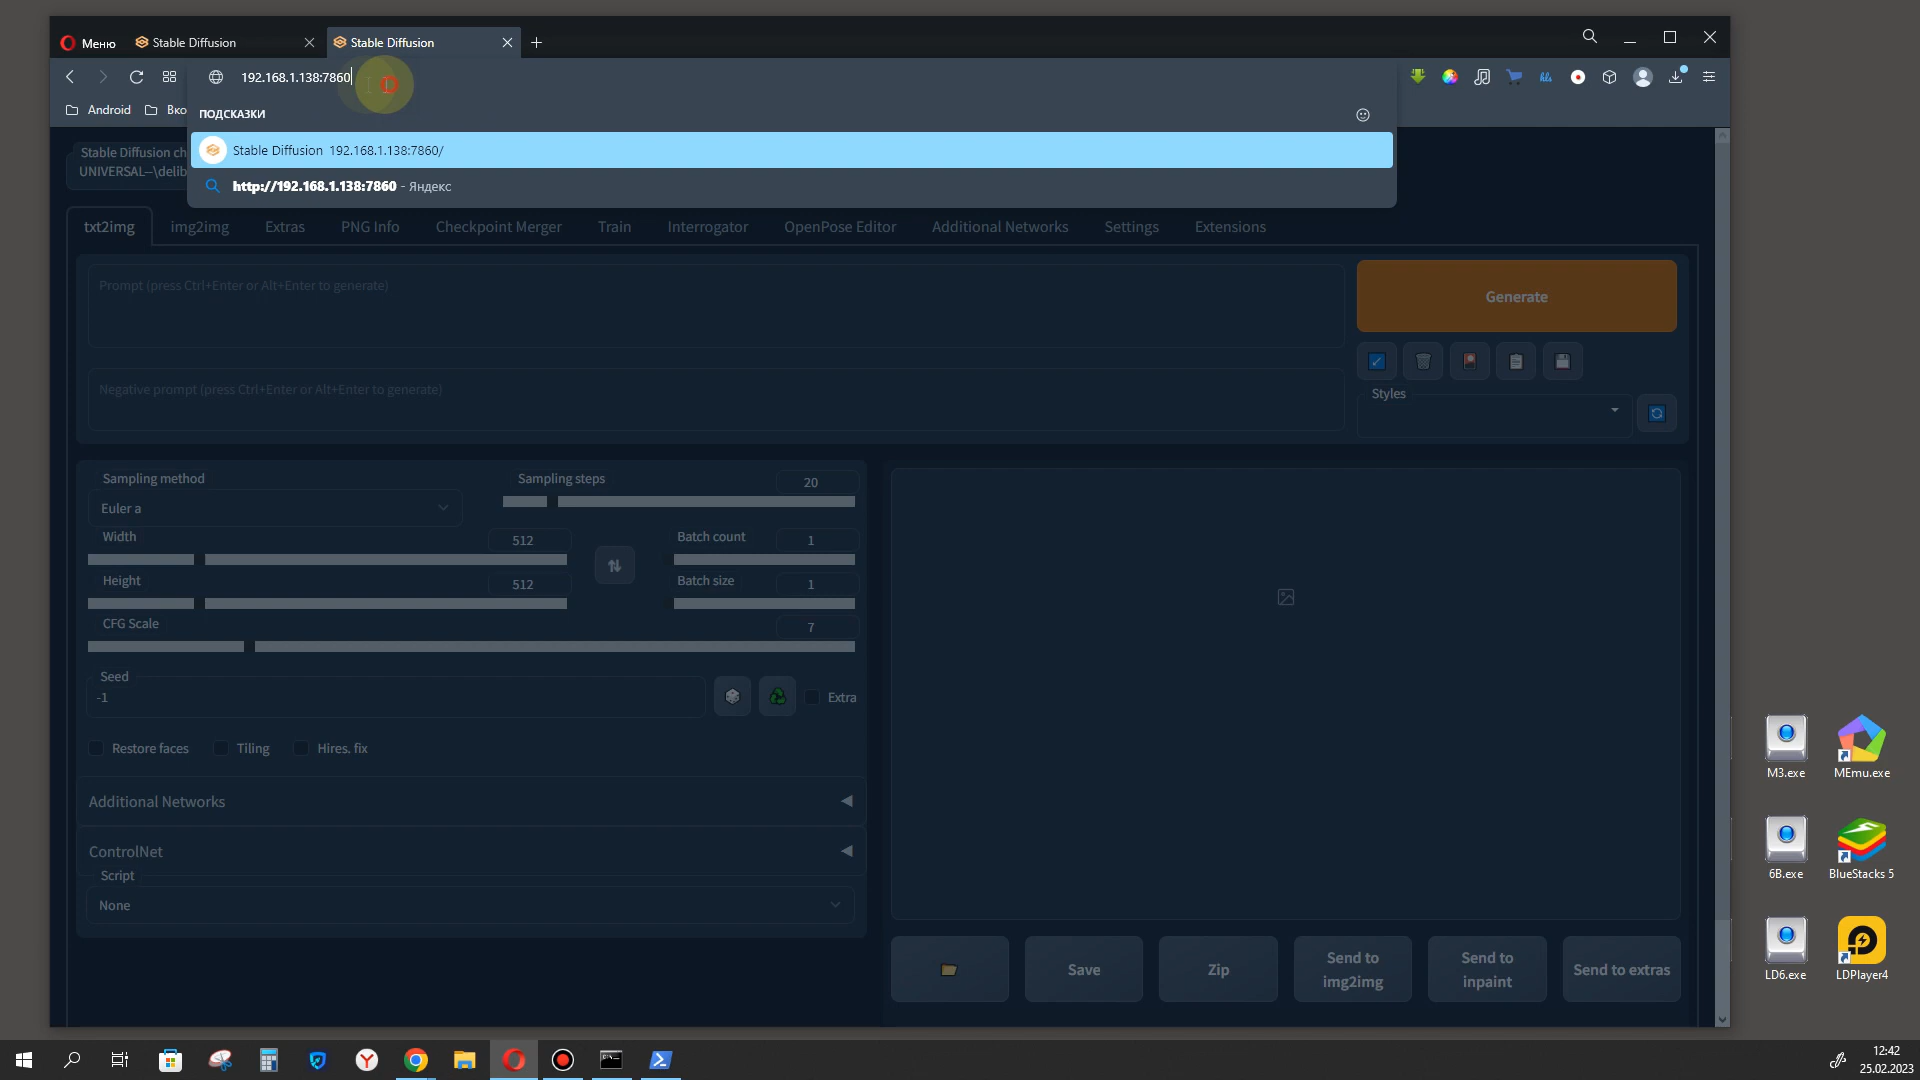 Меню
Stable Diffusion
Stable Diffusion
192.168.1.138:7860
Android
Вко
ПОДСКАЗКИ
Stable Diffusion 192.168.1.138:7860/
http://192.168.1.138:7860 - Яндекс
Stable Diffusion ch
UNIVERSAL--\delib
txt2img
img2img
Extras
PNG Info
Checkpoint Merger
Train
Interrogator
OpenPose Editor
Additional Networks
Settings
Extensions
Prompt (press Ctrl+Enter or Alt+Enter to generate)
Generate
Negative prompt (press Ctrl+Enter or Alt+Enter to generate)
Styles
Sampling method
Euler a
Sampling steps
20
Width
512
Batch count
1
Height
512
Batch size
1
CFG Scale
7
Seed
-1
Extra
Restore faces
Tiling
Hires. fix
Additional Networks
ControlNet
Script
None
Save
Zip
Send to
img2img
Send to
inpaint
Send to extras
M3.exe
MEmu.exe
6B.exe
BlueStacks 5
LD6.exe
LDPlayer4
12:42
25.02.2023